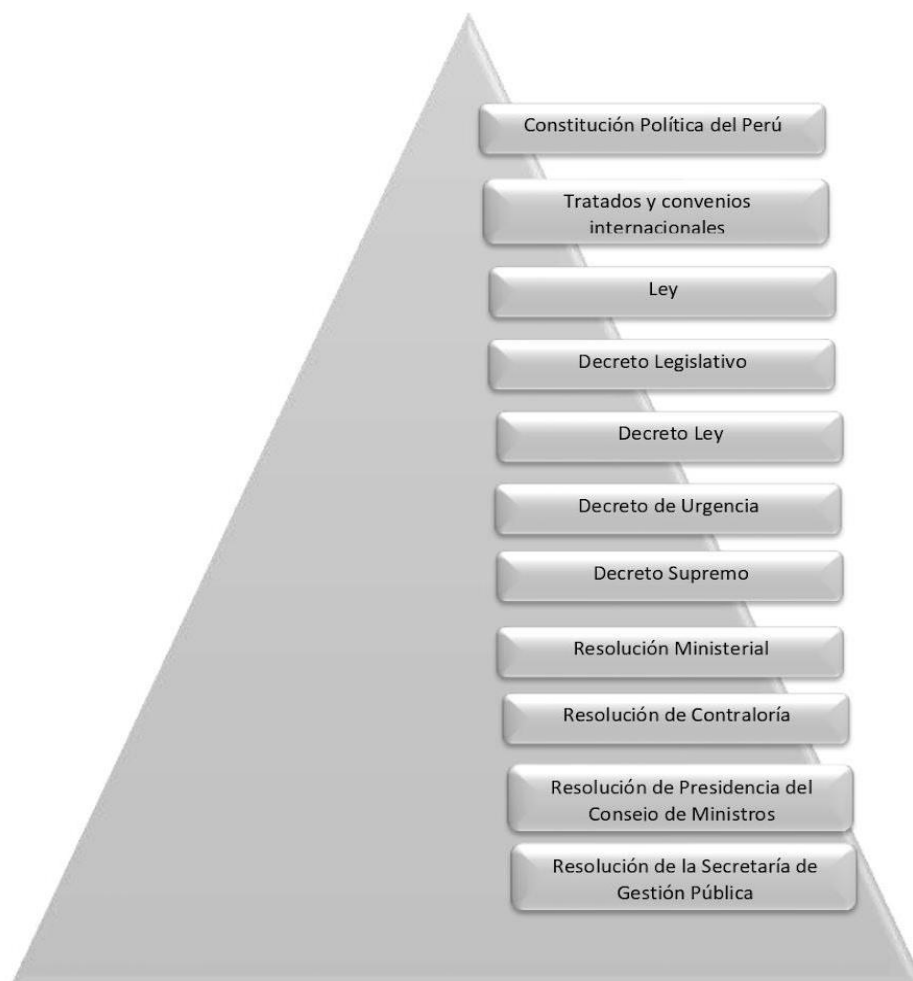 Constitución Política del Perú
Tratados y convenios
internacionales
Ley
Decreto Legislativo
Decreto Ley
Decreto de Urgencia
Decreto Supremo
Resolución Ministerial
Resolución de Contraloría
Resolución de Presidencia del
Consejo de Ministros
Resolución de la Secretaría de
Gestión Pública